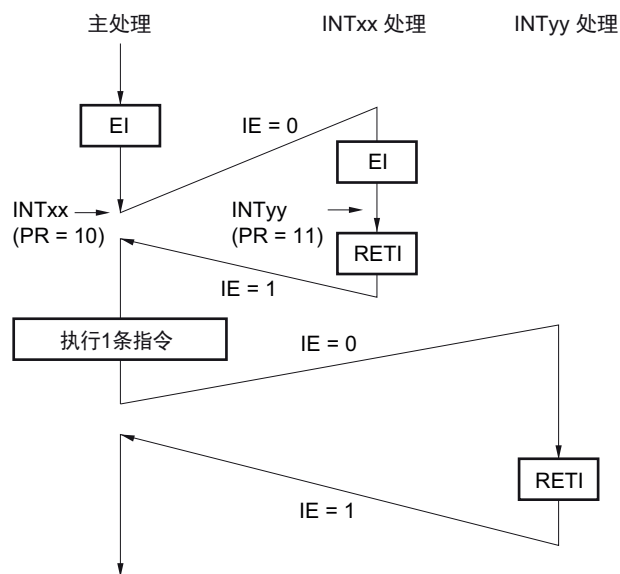 主处理
INTxx 处理
INTyy 处理
EI
IE = 0
EI
INTxx
(PR = 10)
INTyy
(PR = 11)
RETI
IE = 1
执行1条指令
IE = 0
RETI
IE = 1